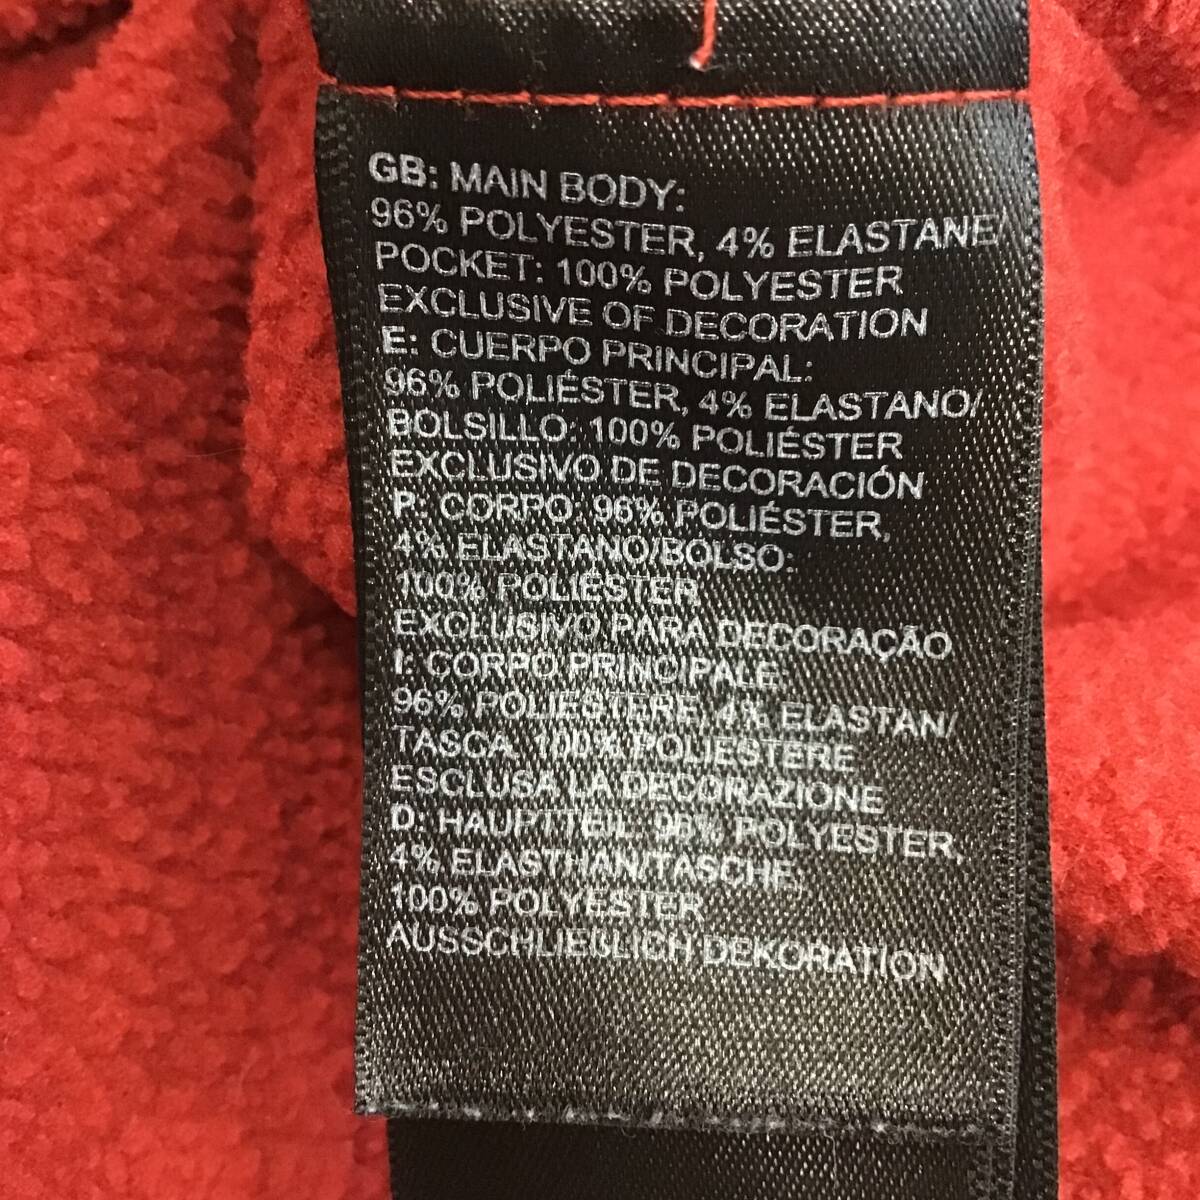 GB: MAIN BODY:
96% POLYESTER, 4% ELASTANE/
POCKET: 100% POLYESTER
EXCLUSIVE OF DECORATION
E: CUERPO PRINCIPAL:
96% POLIÉSTER, 4% ELASTANO/
BOLSILLO: 100% POLIÉSTER
EXCLUSIVO DE DECORACIÓN
P: CORPO: 96% POLIÉSTER,
4% ELASTANO/BOLSO:
100% POLIÉSTER
EXCLUSIVO PARA DECORAÇÃO
I: CORPO PRINCIPALE:
96% POLIESTERE, 4% ELASTAN/
TASCA, 100% POLIESTERE
ESCLUSA LA DECORAZIONE
D: HAUPTTEIL: 96% POLYESTER,
4% ELASTHAN/TASCHE,
100% POLYESTER
AUSSCHLIEßLICH DEKORATION